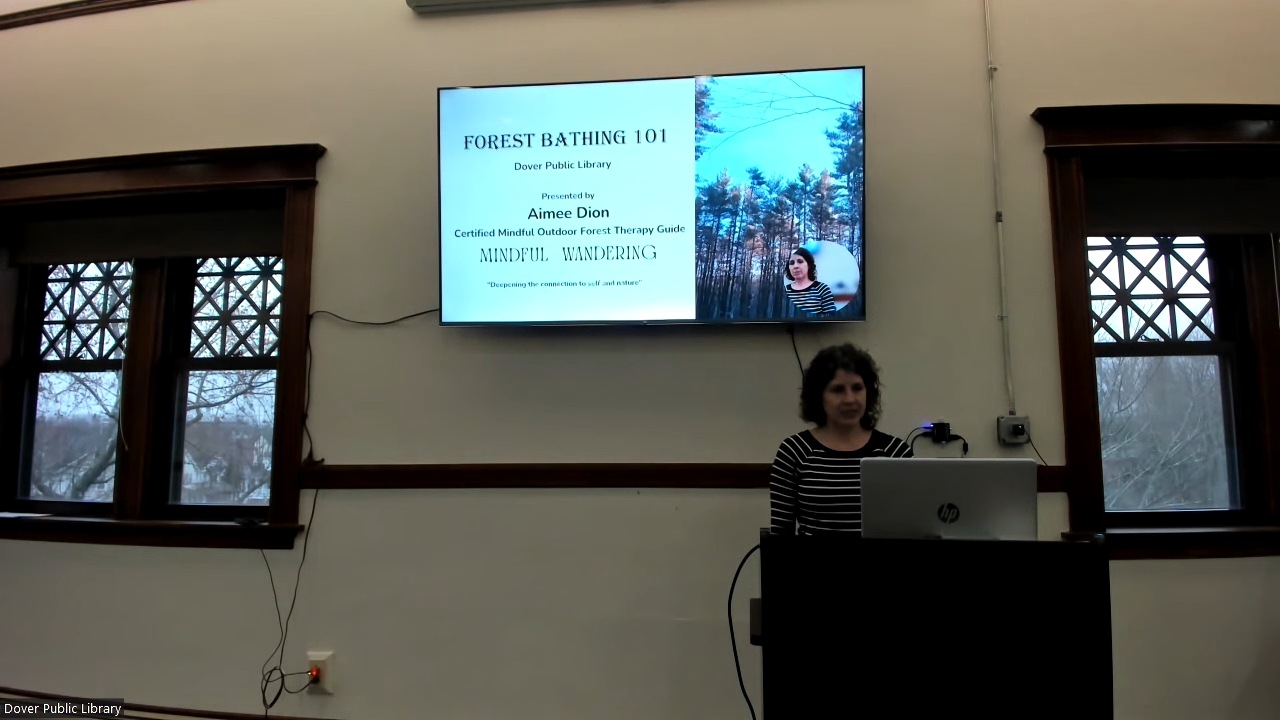 FOREST BATHING 101
Dover Public Library
Presented by
Aimee Dion
Certified Mindful Outdoor Forest Therapy Guide
MINDFUL WANDERING
"Deepening the connection to self and nature"
hp
Dover Public Library